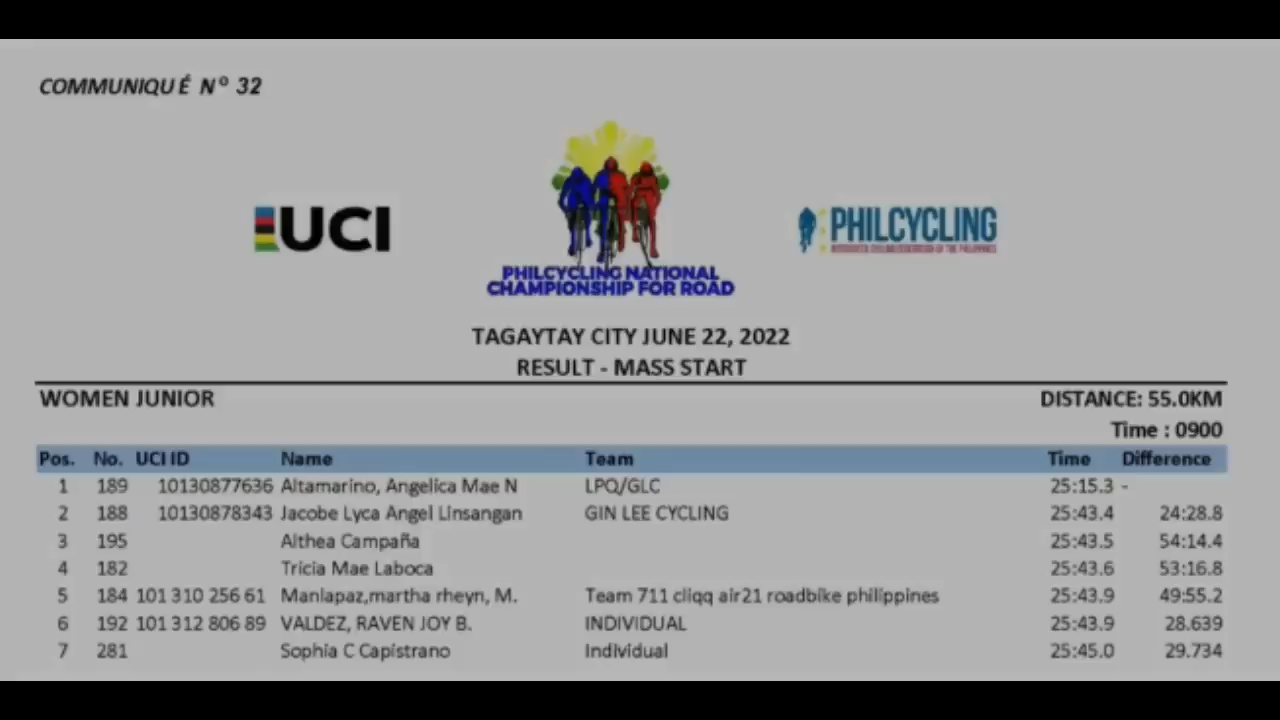 COMMUNIQUÉ Nº 32
UCI
PHILCYCLING
PHILCYCLING NATIONAL
CHAMPIONSHIP FOR ROAD
TAGAYTAY CITY JUNE 22, 2022
RESULT - MASS START
WOMEN JUNIOR DISTANCE: 55.0KM
Time : 0900
Pos. No. UCI ID Name Team Time Difference
1 189 10130877636 Altamarino, Angelica Mae N LPQ/GLC 25:15.3 -
2 188 10130878343 Jacobe Lyca Angel Linsangan GIN LEE CYCLING 25:43.4 24:28.8
3 195 Althea Campaña 25:43.5 54:14.4
4 182 Tricia Mae Laboca 25:43.6 53:16.8
5 184 101 310 256 61 Manlapaz,martha rheyn, M. Team 711 cliqq air21 roadbike philippines 25:43.9 49:55.2
6 192 101 312 806 89 VALDEZ, RAVEN JOY B. INDIVIDUAL 25:43.9 28.639
7 281 Sophia C Capistrano Individual 25:45.0 29.734